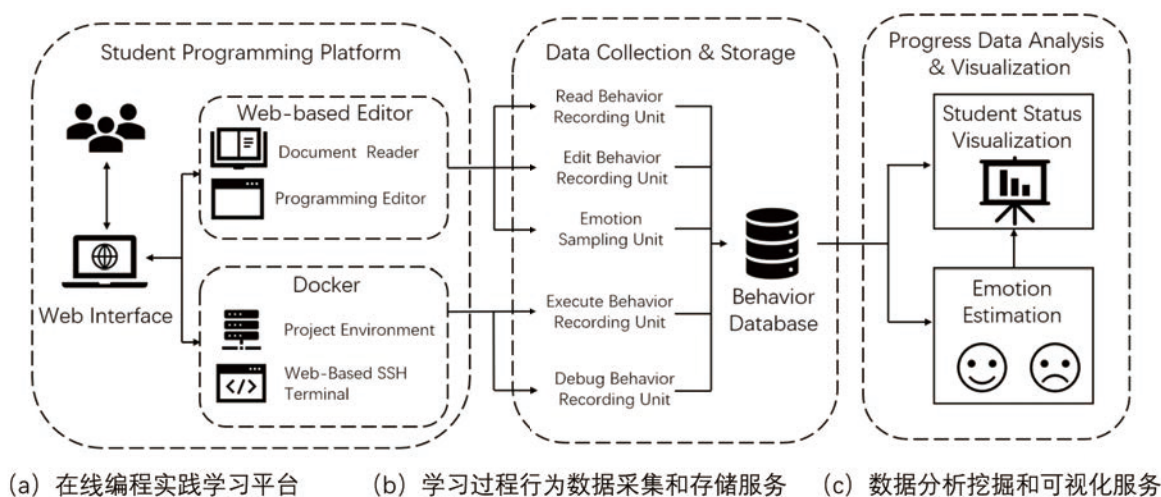 Student Programming Platform
Web Interface
Web-based Editor
Document Reader
Programming Editor
Docker
Project Environment
Web-Based SSH
Terminal
Data Collection & Storage
Read Behavior
Recording Unit
Edit Behavior
Recording Unit
Emotion
Sampling Unit
Execute Behavior
Recording Unit
Debug Behavior
Recording Unit
Behavior
Database
Progress Data Analysis
& Visualization
Student Status
Visualization
Emotion
Estimation
(a) 在线编程实践学习平台
(b) 学习过程行为数据采集和存储服务
(c) 数据分析挖掘和可视化服务